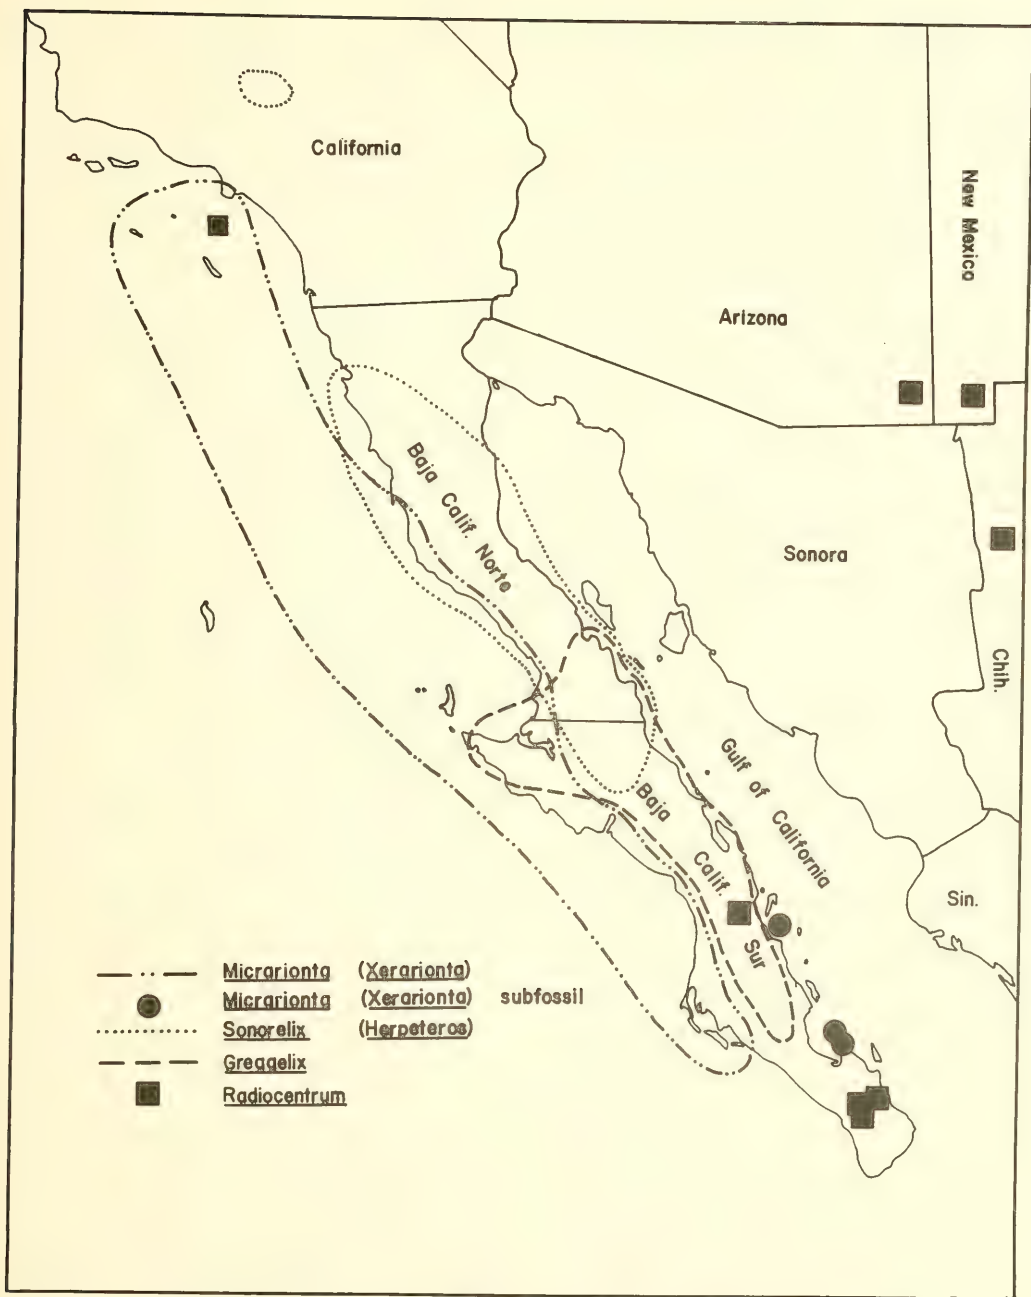 California
New Mexico
Arizona
Baja Calif. Norte
Sonora
Chih.
Gulf of California
Baja Calif. Sur
Sin.
Micrarionta (Xerarionta)
Micrarionta (Xerarionta) subfossil
Sonorelix (Herpeteros)
Greggelix
Radiocentrum